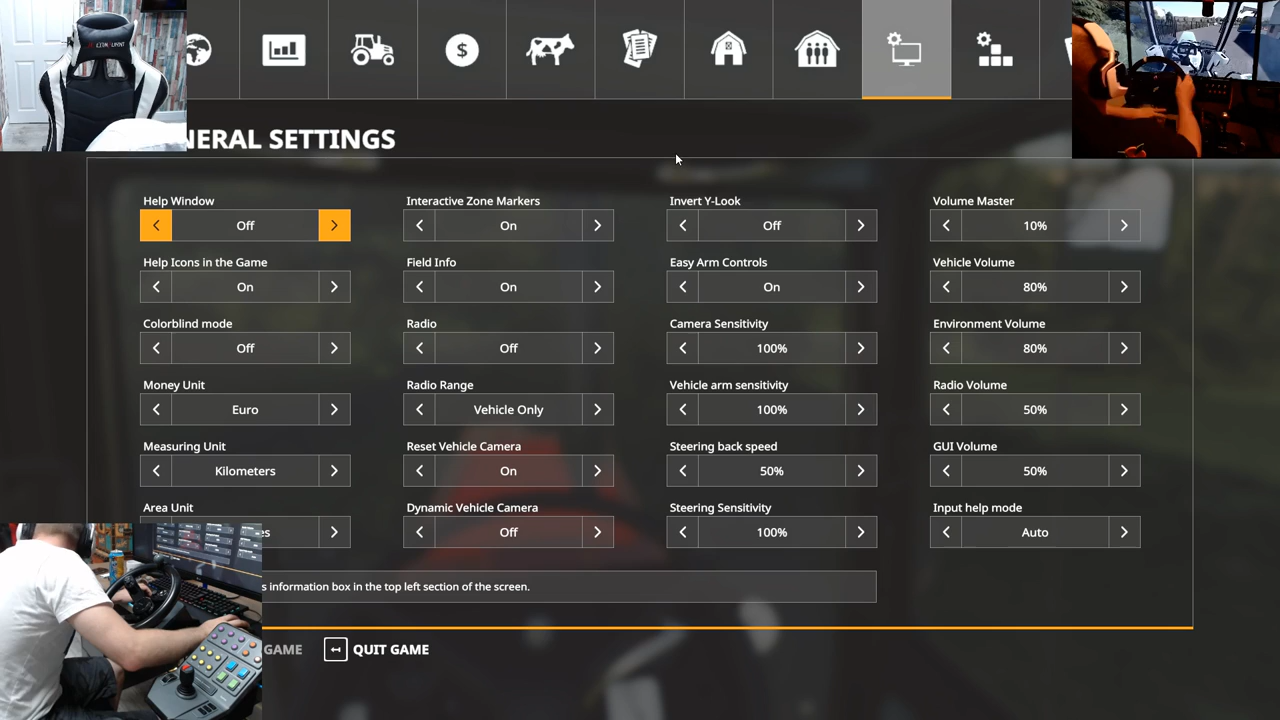 NERAL SETTINGS
Help Window
Off
Help Icons in the Game
On
Colorblind mode
Off
Money Unit
Euro
Measuring Unit
Kilometers
Area Unit
es
Interactive Zone Markers
On
Field Info
On
Radio
Off
Radio Range
Vehicle Only
Reset Vehicle Camera
On
Dynamic Vehicle Camera
Off
Invert Y-Look
Off
Easy Arm Controls
On
Camera Sensitivity
100%
Vehicle arm sensitivity
100%
Steering back speed
50%
Steering Sensitivity
100%
Volume Master
10%
Vehicle Volume
80%
Environment Volume
80%
Radio Volume
50%
GUI Volume
50%
Input help mode
Auto
s information box in the top left section of the screen.
GAME QUIT GAME